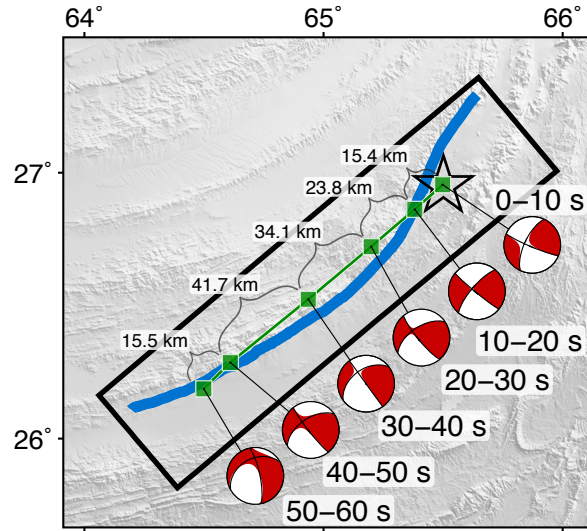 64˚ 65˚ 66˚
27˚
26˚
15.4 km
23.8 km
34.1 km
41.7 km
15.5 km
0–10 s
10–20 s
20–30 s
30–40 s
40–50 s
50–60 s